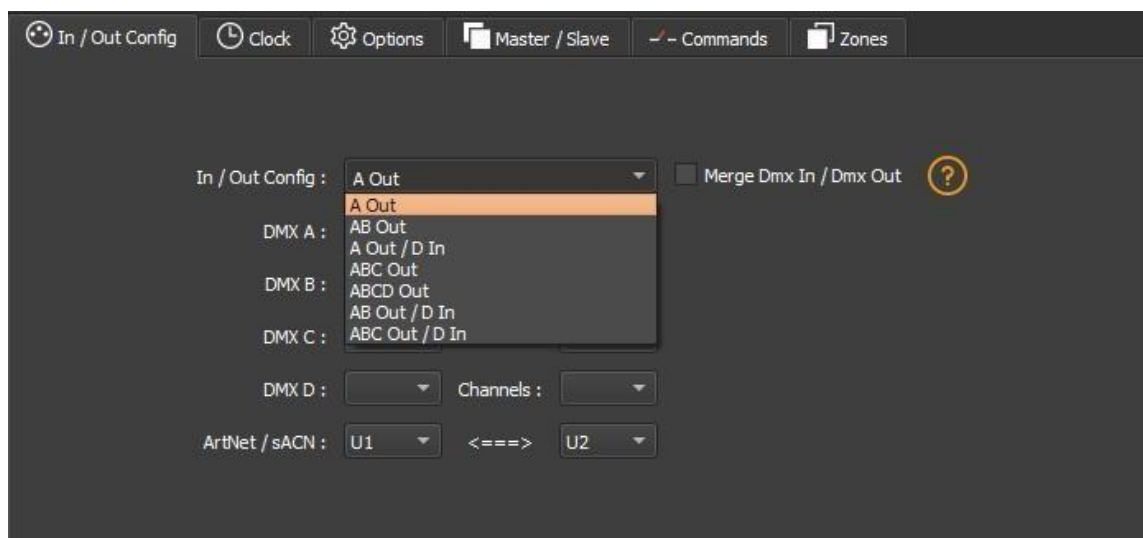 In / Out Config Clock Options Master / Slave Commands Zones
In / Out Config : A Out Merge Dmx In / Dmx Out ?
A Out
DMX A : AB Out
A Out / D In
ABC Out
DMX B : ABCD Out
AB Out / D In
DMX C : ABC Out / D In
DMX D : Channels :
ArtNet / sACN : U1 <===> U2